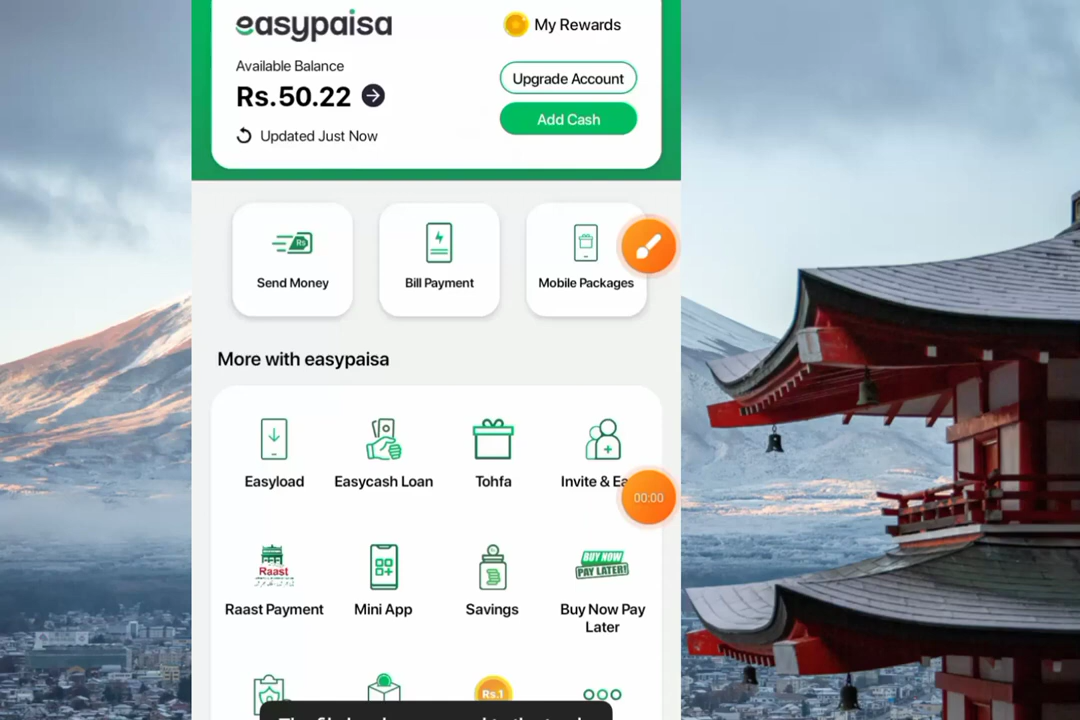 easypaisa
My Rewards
Available Balance
Rs.50.22
Upgrade Account
Add Cash
Updated Just Now
Rs
Send Money
Bill Payment
Mobile Packages
More with easypaisa
Easyload
Easycash Loan
Tohfa
Invite & Ea
00:00
Raast
BUY NOW
PAY LATER!
Raast Payment
Mini App
Savings
Buy Now Pay
Later
Rs.1